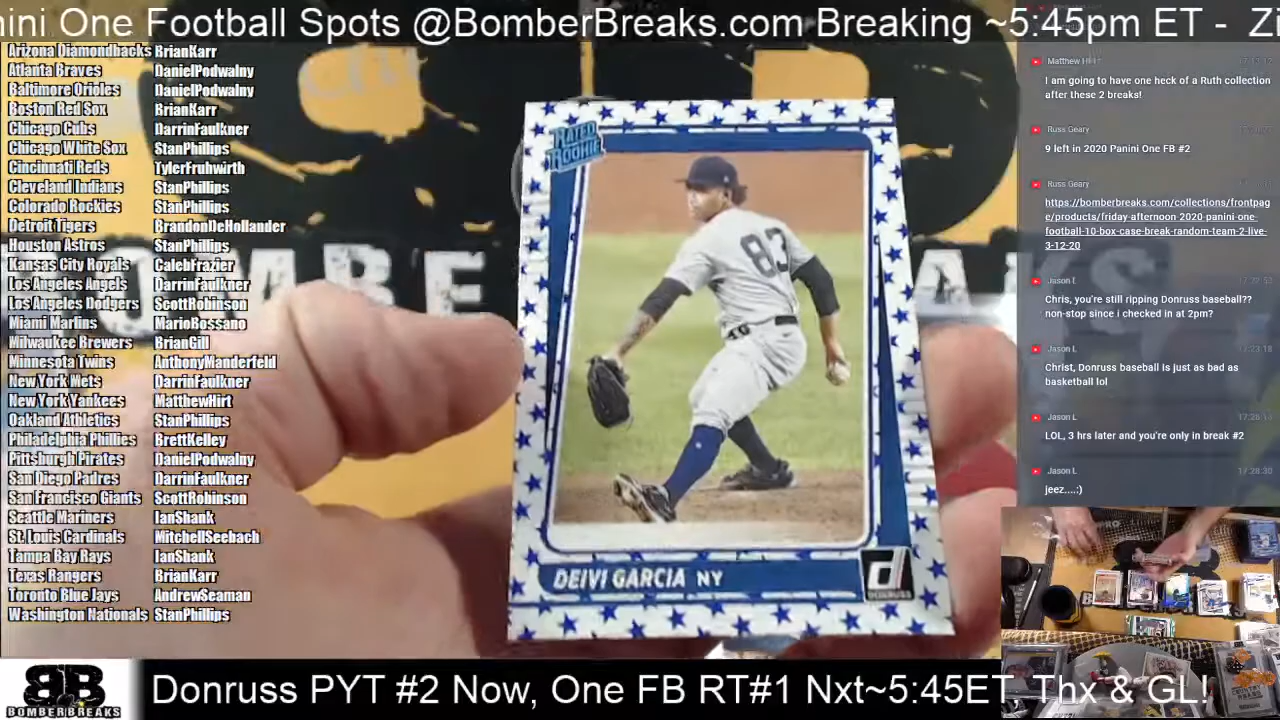 ini One Football Spots @BomberBreaks.com Breaking ~5:45pm ET - Zi
Arizona Diamondbacks BrianKarr
Atlanta Braves DanielPodwalny
Baltimore Orioles DanielPodwalny
Boston Red Sox BrianKarr
Chicago Cubs DarrinFaulkner
Chicago White Sox StanPhillips
Cincinnati Reds TylerFruhwirth
Cleveland Indians StanPhillips
Colorado Rockies StanPhillips
Detroit Tigers BrandonDeHollander
Houston Astros StanPhillips
Kansas City Royals CalebFrazier
Los Angeles Angels DarrinFaulkner
Los Angeles Dodgers ScottRobinson
Miami Marlins MarioBossano
Milwaukee Brewers BrianGill
Minnesota Twins AnthonyManderfeld
New York Mets DarrinFaulkner
New York Yankees MatthewHirt
Oakland Athletics StanPhillips
Philadelphia Phillies BrettKelley
Pittsburgh Pirates DanielPodwalny
San Diego Padres DarrinFaulkner
San Francisco Giants ScottRobinson
Seattle Mariners IanShank
St. Louis Cardinals MitchellSeebach
Tampa Bay Rays IanShank
Texas Rangers BrianKarr
Toronto Blue Jays AndrewSeaman
Washington Nationals StanPhillips
RATED
ROOKIE
83
DEIVI GARCIA NY
d
DONRUSS
Matthew
I am going to have one heck of a Ruth collection
after these 2 breaks!
Russ Geary
9 left in 2020 Panini One FB #2
Russ Geary
https://bomberbreaks.com/collections/frontpag
e/products/friday-afternoon-2020-panini-one-
football-10-box-case-break-random-team-2-live-
3-12-20
Jason L
Chris, you're still ripping Donruss baseball??
non-stop since i checked in at 2pm?
Jason L 17:23:18
Christ, Donruss baseball is just as bad as
basketball lol
Jason L
LOL, 3 hrs later and you're only in break #2
Jason L 17:28:30
jeez....:)
BB
BOMBERBREAKS
Donruss PYT #2 Now, One FB RT#1 Nxt~5:45ET. Thx & GL!